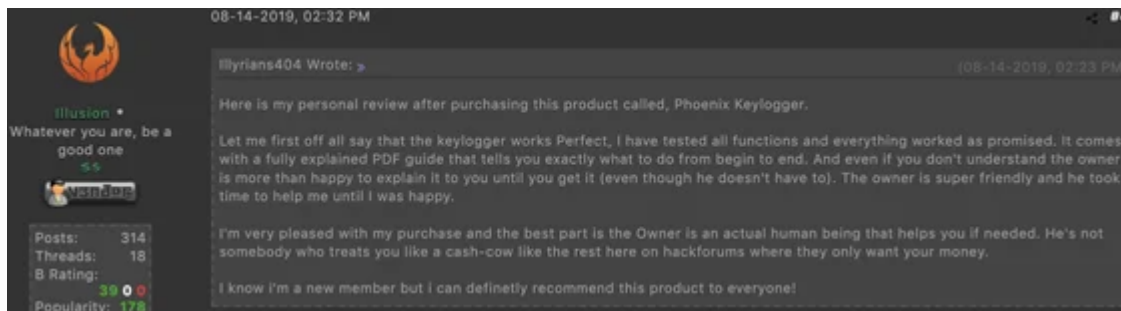 08-14-2019, 02:32 PM
Illyrians404 Wrote:
(08-14-2019, 02:23 PM
Illusion
Whatever you are, be a
good one
Vendor
Posts: 314
Threads: 18
B Rating:
39 0 0
Popularity: 178
Here is my personal review after purchasing this product called, Phoenix Keylogger.
Let me first off all say that the keylogger works Perfect, I have tested all functions and everything worked as promised. It comes
with a fully explained PDF guide that tells you exactly what to do from begin to end. And even if you don't understand the owner
is more than happy to explain it to you until you get it (even though he doesn't have to). The owner is super friendly and he took
time to help me until I was happy.
I'm very pleased with my purchase and the best part is the Owner is an actual human being that helps you if needed. He's not
somebody who treats you like a cash-cow like the rest here on hackforums where they only want your money.
I know i'm a new member but i can definetly recommend this product to everyone!